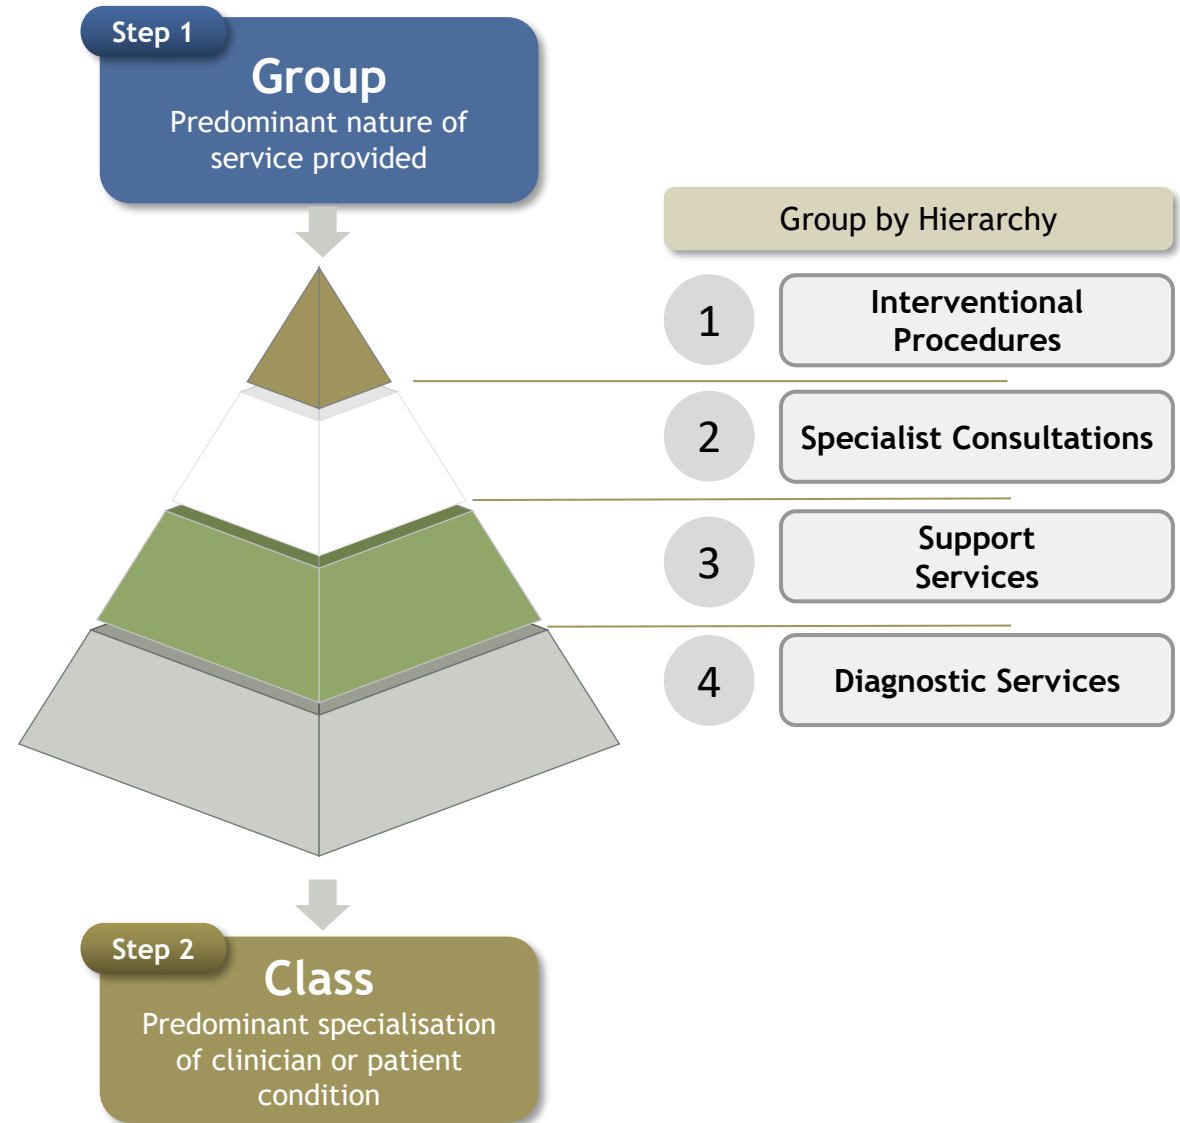 Step 1
Group
Predominant nature of
service provided
Group by Hierarchy
1
Interventional
Procedures
2
Specialist Consultations
3
Support
Services
4
Diagnostic Services
Step 2
Class
Predominant specialisation
of clinician or patient
condition